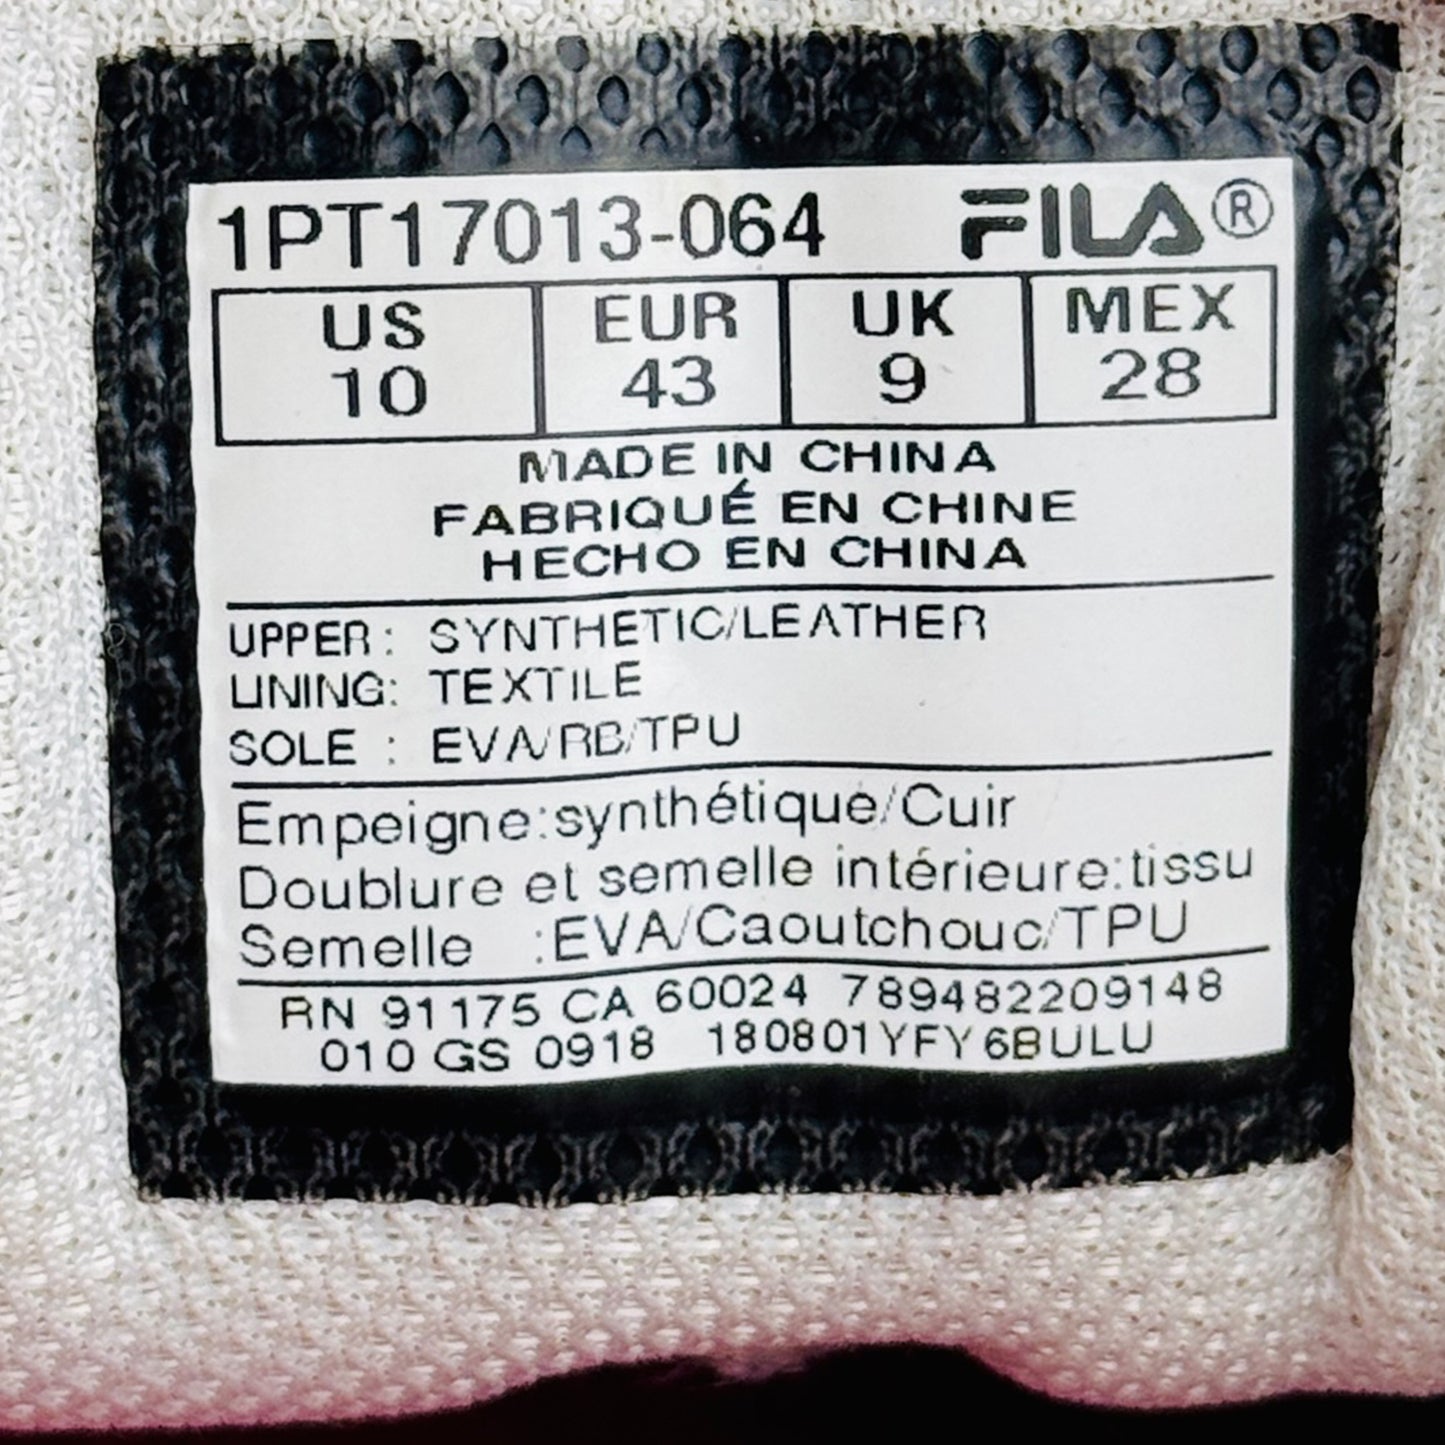 1PT17013-064 FILA®
US EUR UK MEX
10 43 9 28
MADE IN CHINA
FABRIQUÉ EN CHINE
HECHO EN CHINA
UPPER: SYNTHETIC/LEATHER
LINING: TEXTILE
SOLE : EVA/RB/TPU
Empeigne:synthétique/Cuir
Doublure et semelle intérieure:tissu
Semelle :EVA/Caoutchouc/TPU
RN 91175 CA 60024 789482209148
010 GS 0918 180801YFY6BULU